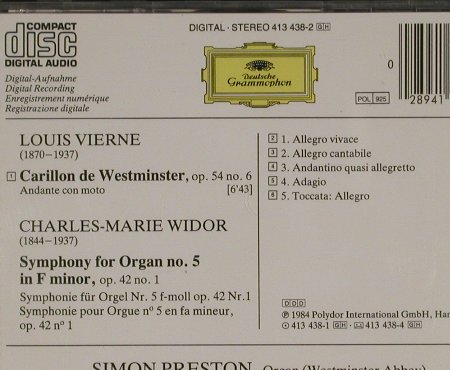 COMPACT
disc
DIGITAL AUDIO
Digital-Aufnahme
Digital Recording
Enregistrement numérique
Registrazione digitale
DIGITAL · STEREO 413 438-2 GH
Deutsche
Grammophon
0
POL 925
28941
LOUIS VIERNE
(1870–1937)
1 Carillon de Westminster, op. 54 no. 6
Andante con moto [6'43]
CHARLES-MARIE WIDOR
(1844–1937)
Symphony for Organ no. 5
in F minor, op. 42 no. 1
Symphonie für Orgel Nr. 5 f-moll op. 42 Nr. 1
Symphonie pour Orgue n° 5 en fa mineur,
op. 42 n° 1
2 1. Allegro vivace
3 2. Allegro cantabile
4 3. Andantino quasi allegretto
5 4. Adagio
6 5. Toccata: Allegro
DDD
℗ 1984 Polydor International GmbH, Ham
413 438-1 GH · 413 438-4 GH
SIMON PRESTON, Organ (Westminster Abbey)